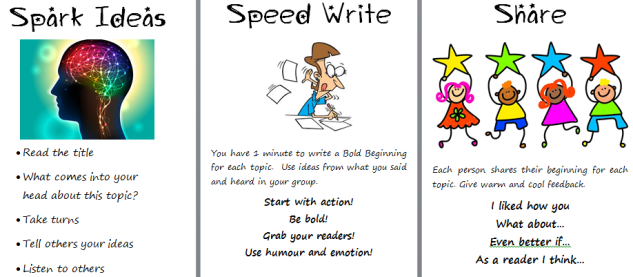 Spark Ideas
• Read the title
• What comes into your
head about this topic?
• Take turns
• Tell others your ideas
• Listen to others
Speed Write
You have 1 minute to write a Bold Beginning
for each topic. Use ideas from what you said
and heard in your group.
Start with action!
Be bold!
Grab your readers!
Use humour and emotion!
Share
Each person shares their beginning for each
topic. Give warm and cool feedback.
I liked how you
What about...
Even better if...
As a reader I think...